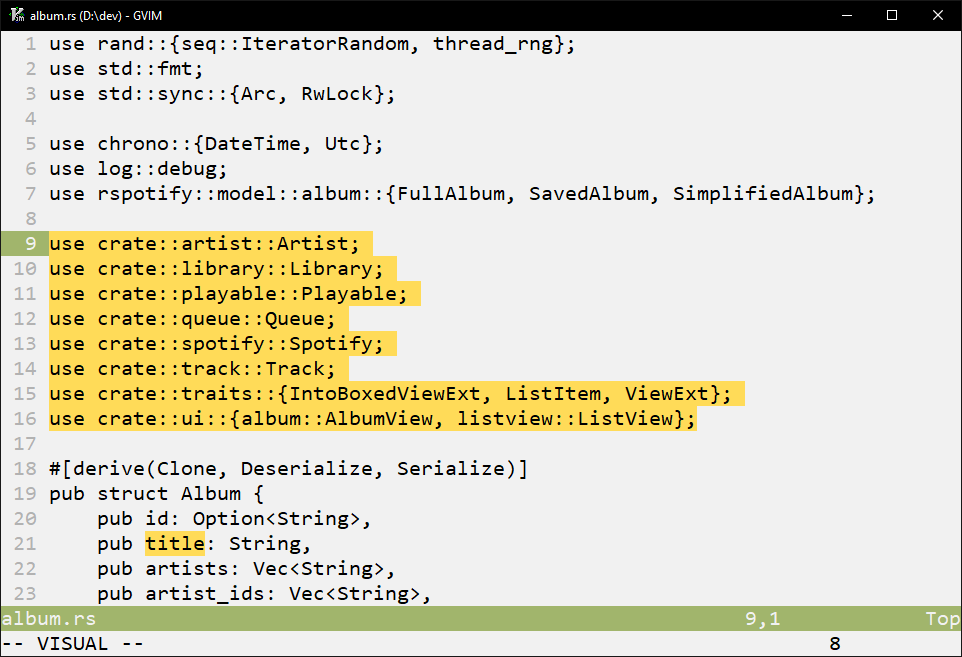 album.rs (D:\dev) - GVIM
1 use rand::{seq::IteratorRandom, thread_rng};
2 use std::fmt;
3 use std::sync::{Arc, RwLock};
4
5 use chrono::{DateTime, Utc};
6 use log::debug;
7 use rspotify::model::album::{FullAlbum, SavedAlbum, SimplifiedAlbum};
8
9 use crate::artist::Artist;
10 use crate::library::Library;
11 use crate::playable::Playable;
12 use crate::queue::Queue;
13 use crate::spotify::Spotify;
14 use crate::track::Track;
15 use crate::traits::{IntoBoxedViewExt, ListItem, ViewExt};
16 use crate::ui::{album::AlbumView, listview::ListView};
17
18 #[derive(Clone, Deserialize, Serialize)]
19 pub struct Album {
20     pub id: Option<String>,
21     pub title: String,
22     pub artists: Vec<String>,
23     pub artist_ids: Vec<String>,
album.rs 9,1 Top
-- VISUAL -- 8